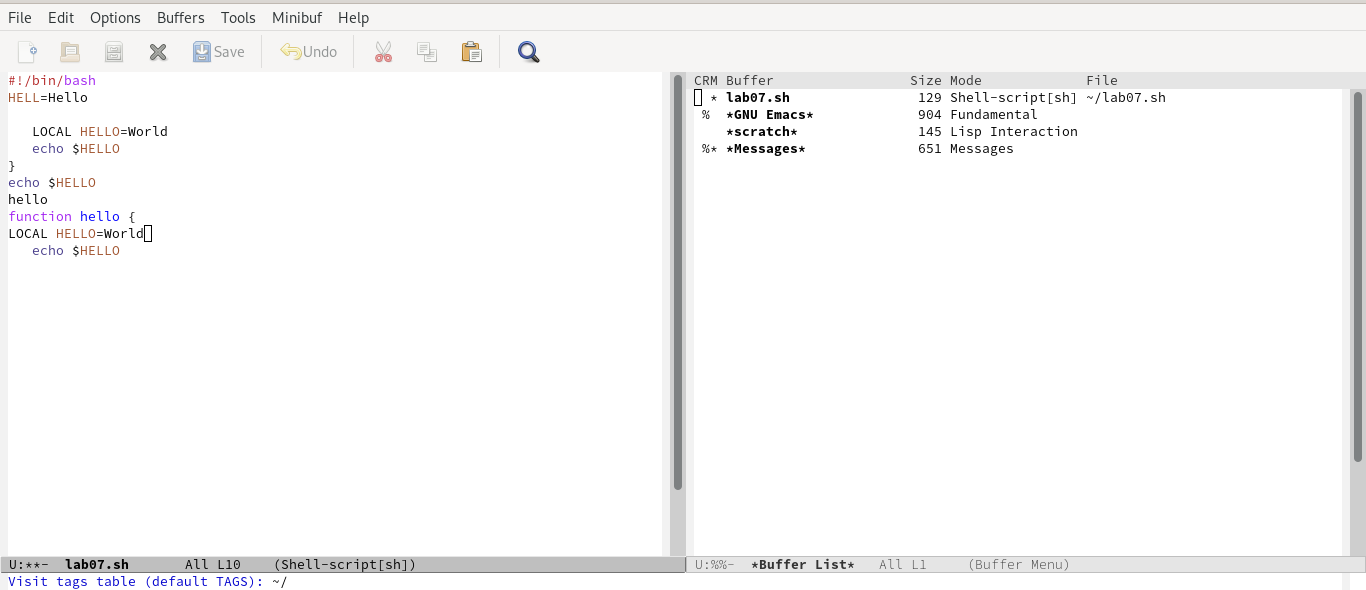 File Edit Options Buffers Tools Minibuf Help
Save Undo
#!/bin/bash
HELL=Hello
LOCAL HELLO=World
echo $HELLO
}
echo $HELLO
hello
function hello {
LOCAL HELLO=World
echo $HELLO
U:**- lab07.sh All L10 (Shell-script[sh])
CRM Buffer Size Mode File
* lab07.sh 129 Shell-script[sh] ~/lab07.sh
% *GNU Emacs* 904 Fundamental
*scratch* 145 Lisp Interaction
%* *Messages* 651 Messages
U:%%- *Buffer List* All L1 (Buffer Menu)
Visit tags table (default TAGS): ~/